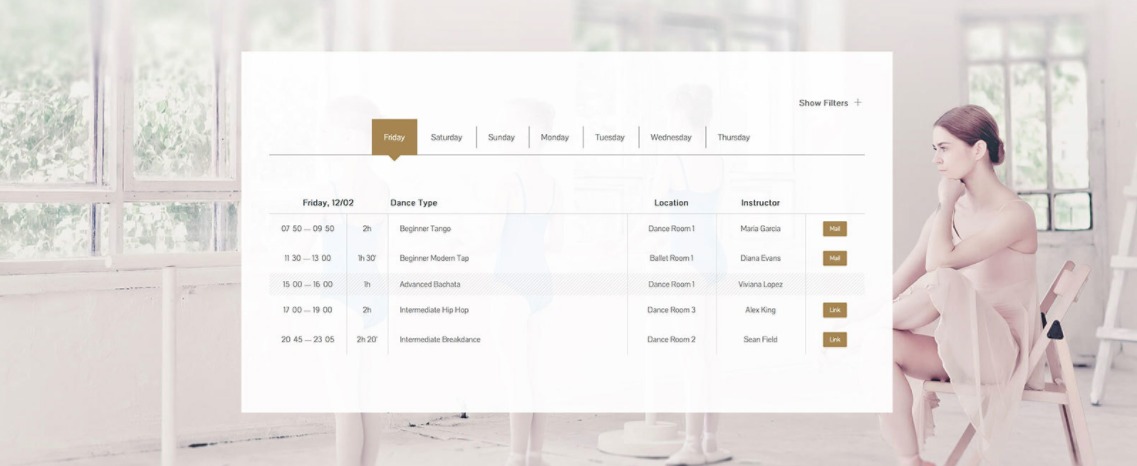 Show Filters +
Friday Saturday Sunday Monday Tuesday Wednesday Thursday
Friday, 12/02 Dance Type Location Instructor
07 50 — 09 50 2h Beginner Tango Dance Room 1 Maria Garcia Mail
11 30 — 13 00 1h 30' Beginner Modern Tap Ballet Room 1 Diana Evans Mail
15 00 — 16 00 1h Advanced Bachata Dance Room 1 Viviana Lopez
17 00 — 19 00 2h Intermediate Hip Hop Dance Room 3 Alex King Link
20 45 — 23 05 2h 20' Intermediate Breakdance Dance Room 2 Sean Field Link